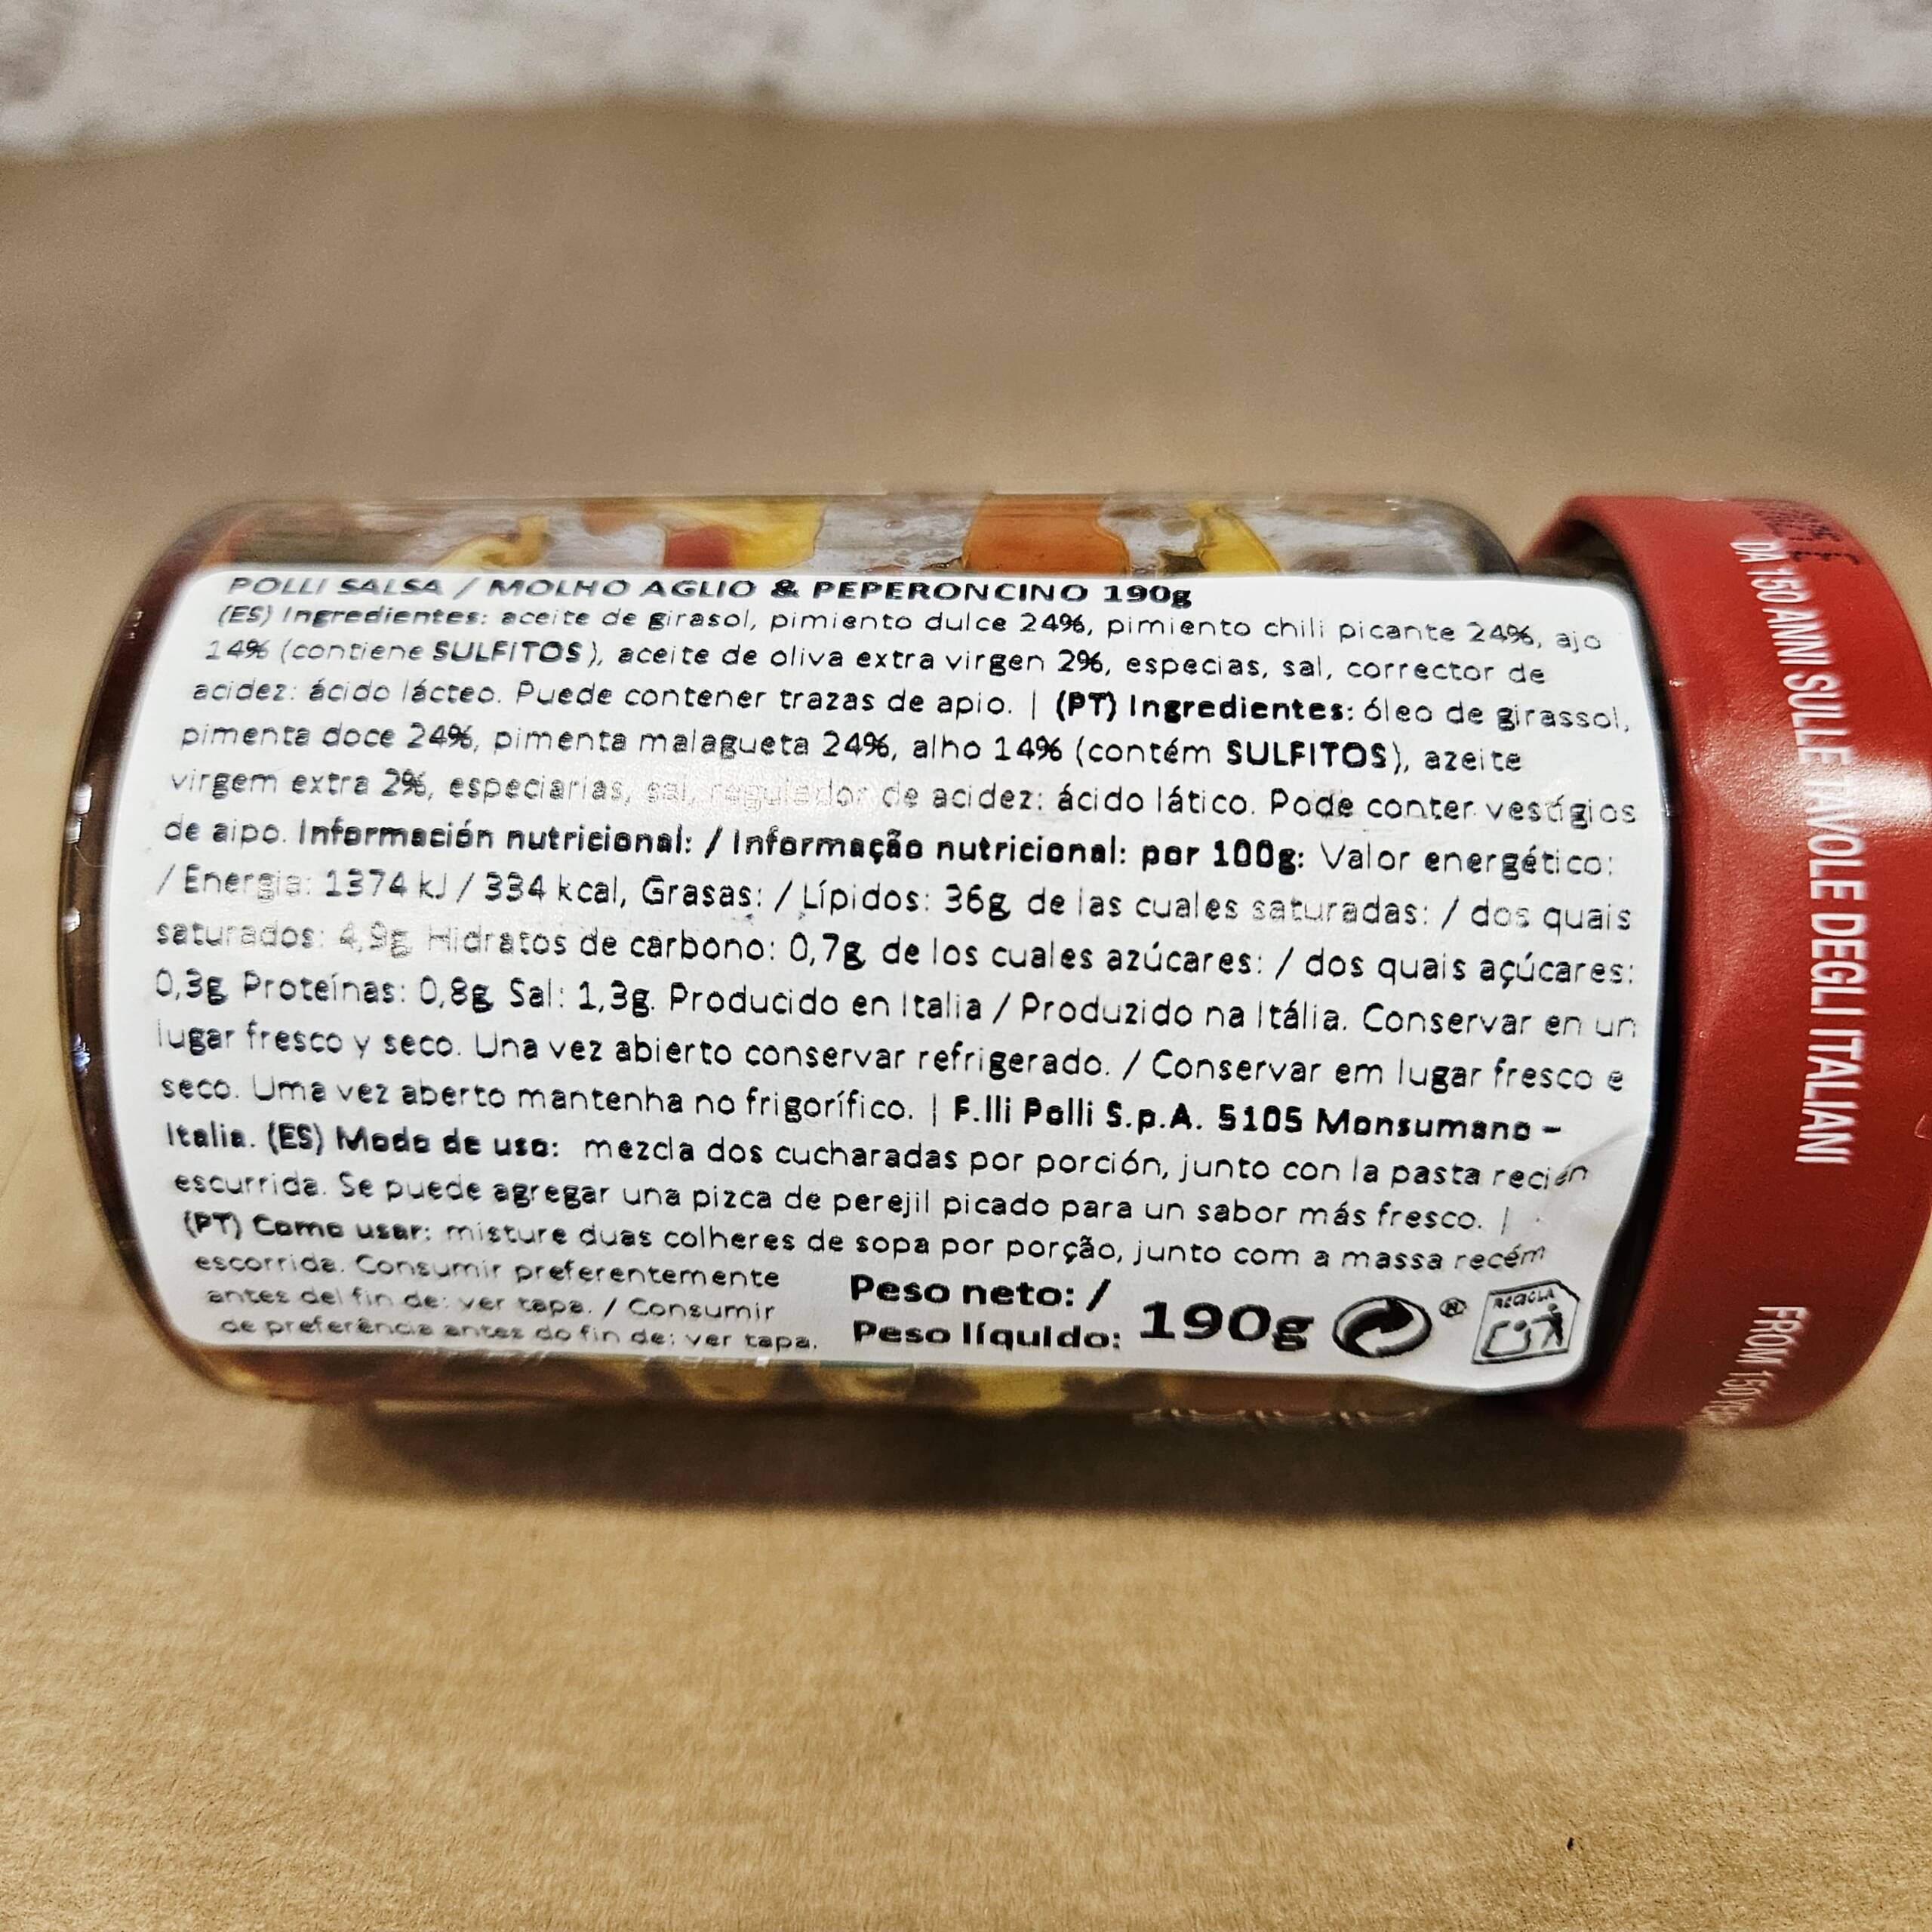 POLLI SALSA / MOLHO AGLIO & PEPERONCINO 190g
(ES) Ingredientes: aceite de girasol, pimiento dulce 24%, pimiento chili picante 24%, ajo
14% (contiene SULFITOS), aceite de oliva extra virgen 2%, especias, sal, corrector de
acidez: ácido lácteo. Puede contener trazas de apio. | (PT) Ingredientes: óleo de girassol,
pimenta doce 24%, pimenta malagueta 24%, alho 14% (contém SULFITOS), azeite
virgem extra 2%, especiarias, sal, regulador de acidez: ácido lático. Pode conter vestígios
de aipo. Información nutricional: / Informação nutricional: por 100g: Valor energético:
/ Energia: 1374 kJ / 334 kcal, Grasas: / Lípidos: 36g, de las cuales saturadas: / dos quais
saturados: 4,9g. Hidratos de carbono: 0,7g, de los cuales azúcares: / dos quais açúcares:
0,3g. Proteínas: 0,8g. Sal: 1,3g. Producido en Italia / Produzido na Itália. Conservar en un
lugar fresco y seco. Una vez abierto conservar refrigerado. / Conservar em lugar fresco e
seco. Uma vez aberto mantenha no frigorífico. | F.lli Polli S.p.A. 5105 Monsumano -
Italia. (ES) Modo de uso: mezcla dos cucharadas por porción, junto con la pasta recién
escurrida. Se puede agregar una pizca de perejil picado para un sabor más fresco. |
(PT) Como usar: misture duas colheres de sopa por porção, junto com a massa recém
escorrida. Consumir preferentemente
antes del fin de: ver tapa. / Consumir
de preferência antes do fin de: ver tapa.
Peso neto: /
Peso líquido: 190g
RECICLA
DA 150 ANNI SULLE TAVOLE DEGLI ITALIANI
FROM 150